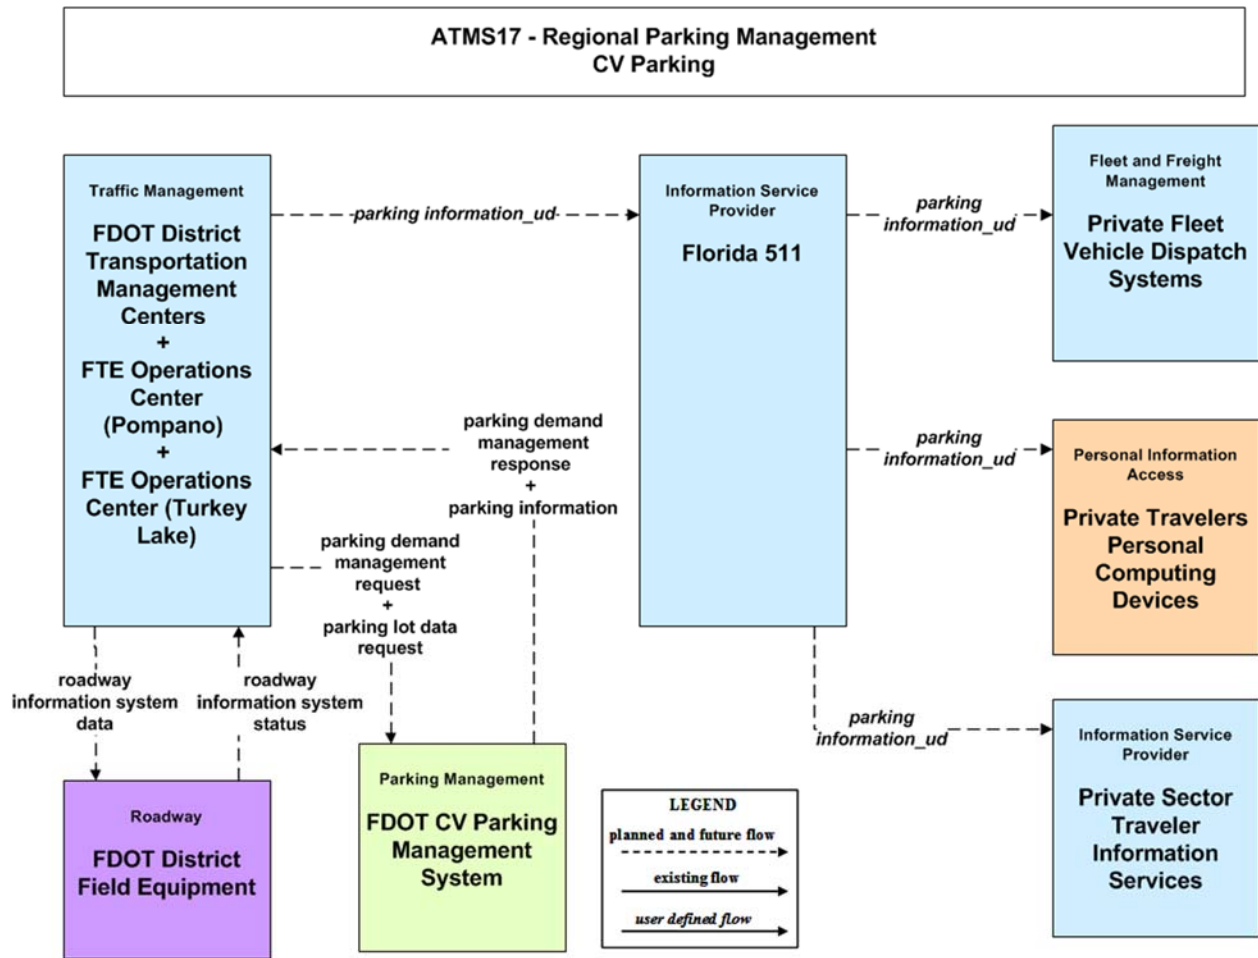 ATMS17 - Regional Parking Management
CV Parking
Traffic Management
FDOT District
Transportation
Management
Centers
+
FTE Operations
Center
(Pompano)
+
FTE Operations
Center (Turkey
Lake)
parking information_ud
Information Service
Provider
Florida 511
parking
information_ud
Fleet and Freight
Management
Private Fleet
Vehicle Dispatch
Systems
parking demand
management
response
+
parking information
parking
information_ud
Personal Information
Access
Private Travelers
Personal
Computing
Devices
parking demand
management
request
+
parking lot data
request
roadway
information system
data
roadway
information system
status
parking
information_ud
Roadway
FDOT District
Field Equipment
Parking Management
FDOT CV Parking
Management
System
LEGEND
planned and future flow
existing flow
user defined flow
Information Service
Provider
Private Sector
Traveler
Information
Services